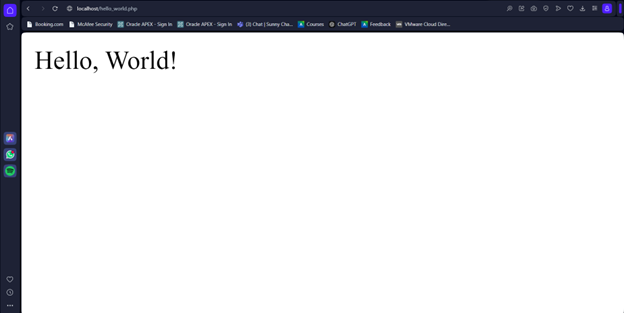 localhost/hello_world.php
Booking.com McAfee Security Oracle APEX - Sign In Oracle APEX - Sign In (3) Chat | Sunny Cha... Courses ChatGPT Feedback VMware Cloud Dire...
Hello, World!